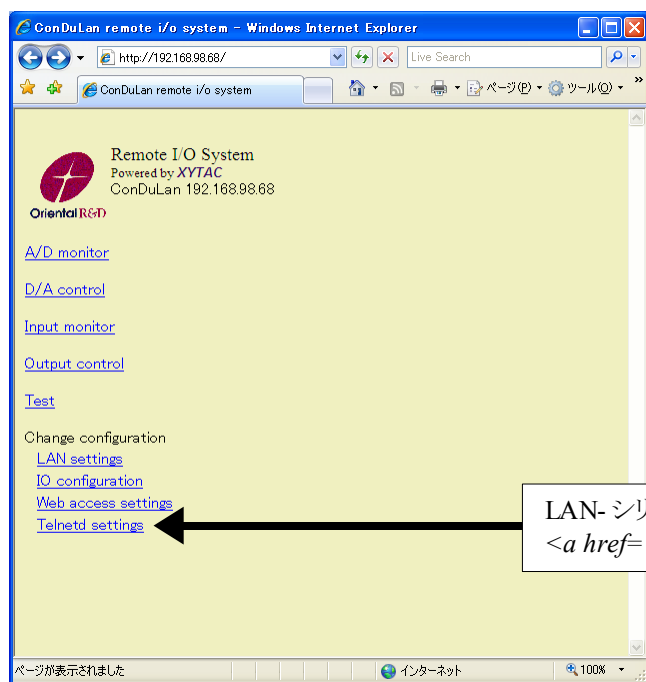 ConDuLan remote i/o system - Windows Internet Explorer
http://192.168.98.68/
Live Search
ConDuLan remote i/o system
ページ(P)
ツール(O)
»
Remote I/O System
Powered by XYTAC
ConDuLan 192.168.98.68
Oriental R&D
A/D monitor
D/A control
Input monitor
Output control
Test
Change configuration
LAN settings
IO configuration
Web access settings
Telnetd settings
LAN- シリ
<a href=
ページが表示されました
インターネット
100%